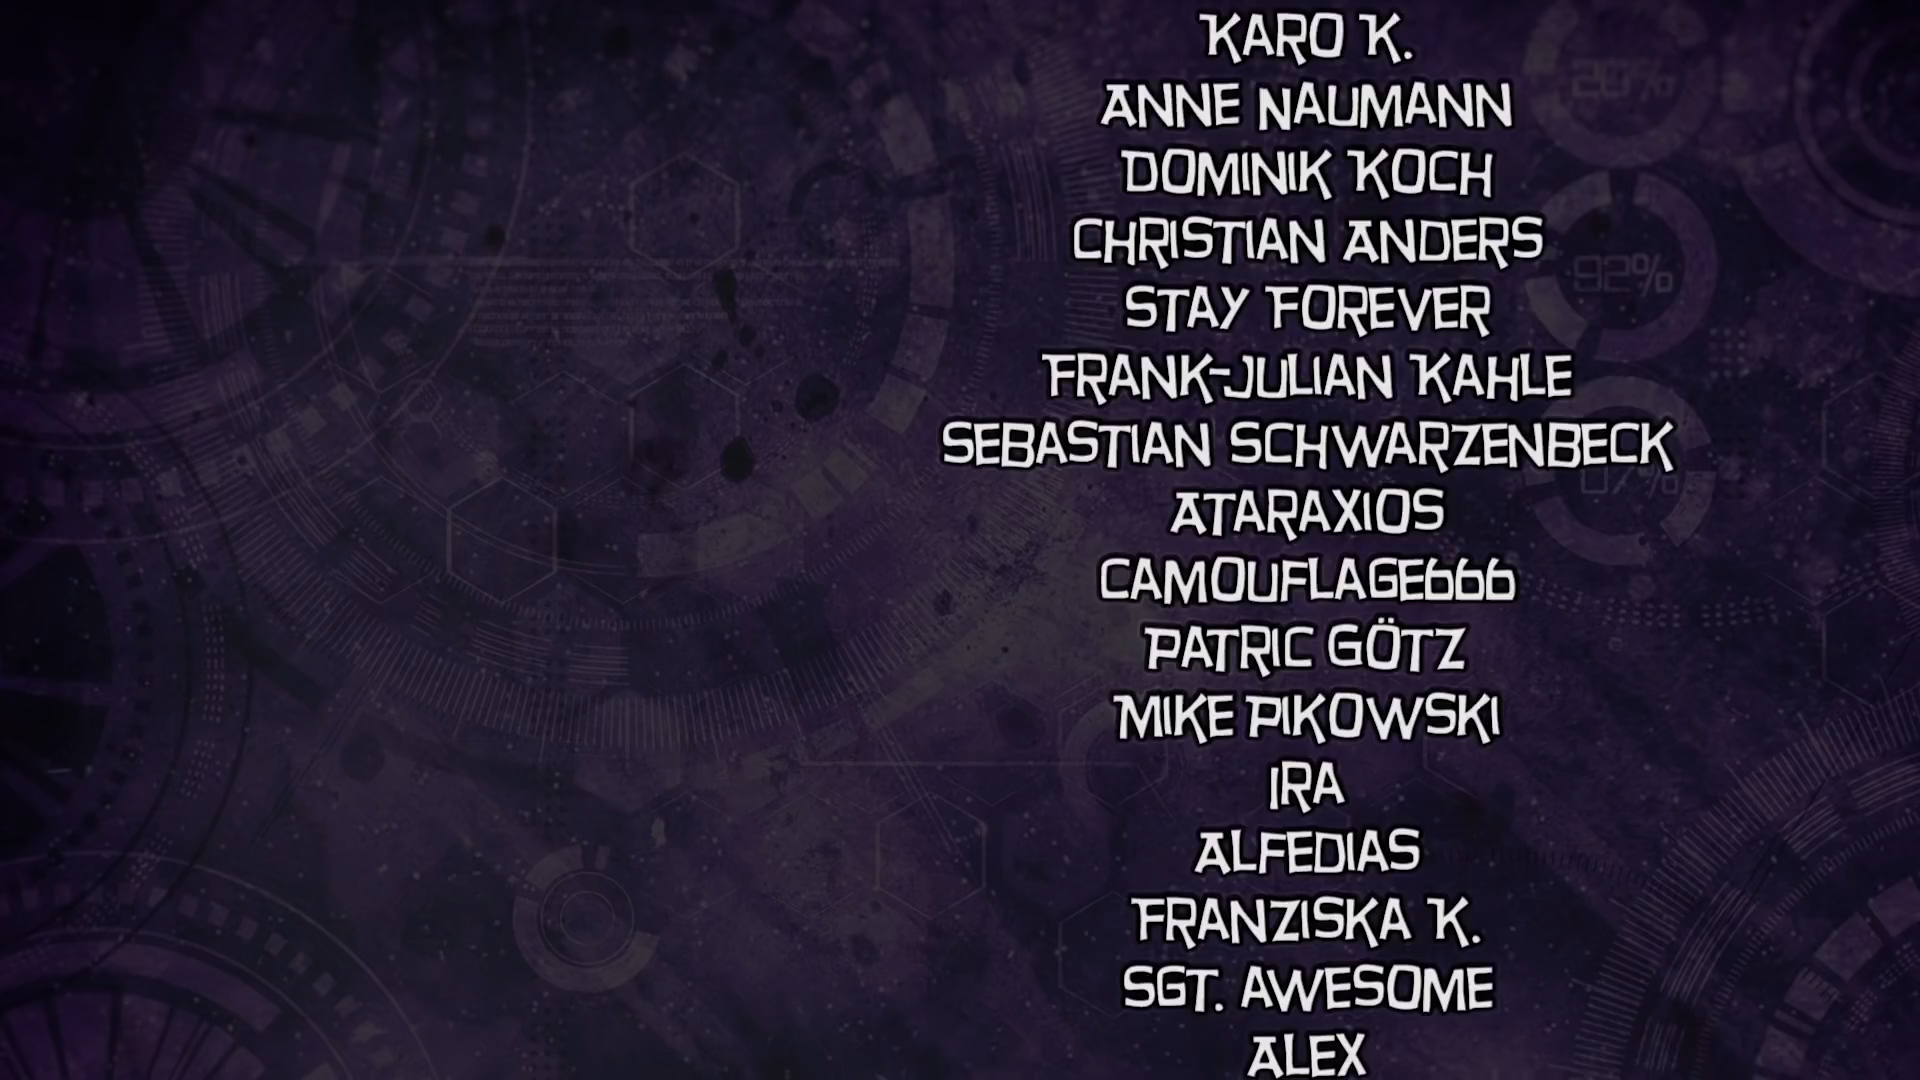 KARO K.
ANNE NAUMANN
DOMINIK KOCH
CHRISTIAN ANDERS
STAY FOREVER
FRANK-JULIAN KAHLE
SEBASTIAN SCHWARZENBECK
ATARAXIOS
CAMOUFLAGE666
PATRIC GÖTZ
MIKE PIKOWSKI
IRA
ALFEDIAS
FRANZISKA K.
SGT. AWESOME
ALEX
92%